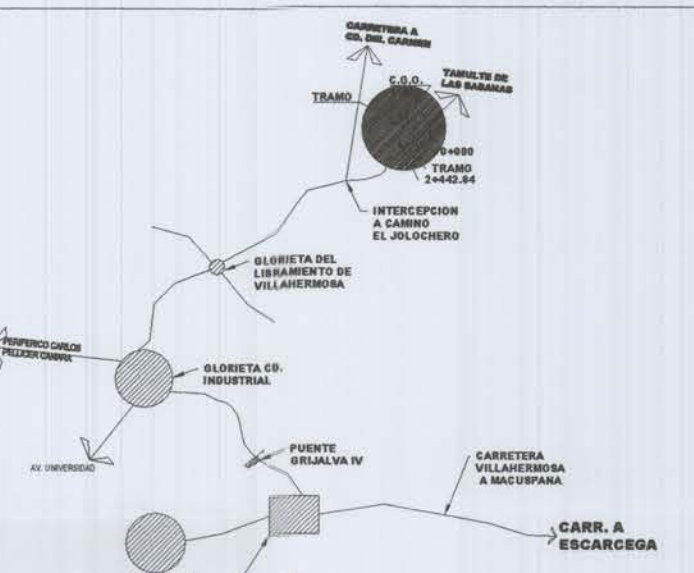 CARRETERA A
CD. DEL CARMEN
C.G.O.
TAMULTE DE
LAS SABANAS
TRAMO
0+000
TRAMO
2+442.84
INTERCEPCION
A CAMINO
EL JOLOCHERO
GLORIETA DEL
LIBRAMIENTO DE
VILLAHERMOSA
PERIFERICO CARLOS
PELLICER CAMARA
GLORIETA CD.
INDUSTRIAL
AV. UNIVERSIDAD
PUENTE
GRIJALVA IV
CARRETERA
VILLAHERMOSA
A MACUSPANA
CARR. A
ESCARCEGA